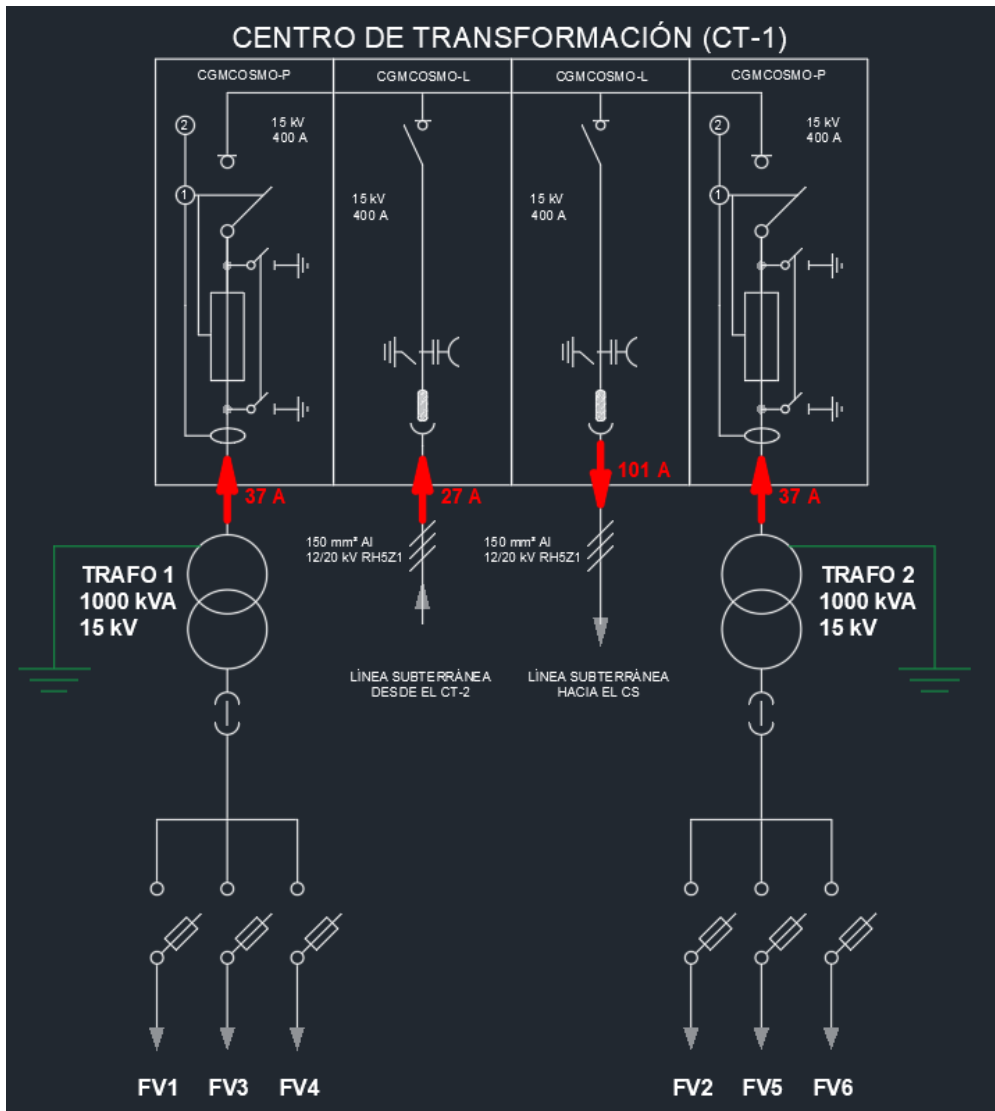 CENTRO DE TRANSFORMACIÓN (CT-1)
CGMCOSMO-P
CGMCOSMO-L
CGMCOSMO-L
CGMCOSMO-P
2
15 kV
400 A
2
15 kV
400 A
1
15 kV
400 A
15 kV
400 A
1
37 A
27 A
101 A
37 A
150 mm² Al
12/20 kV RH5Z1
150 mm² Al
12/20 kV RH5Z1
TRAFO 1
1000 kVA
15 kV
TRAFO 2
1000 kVA
15 kV
LÍNEA SUBTERRÁNEA
DESDE EL CT-2
LÍNEA SUBTERRÁNEA
HACIA EL CS
FV1
FV3
FV4
FV2
FV5
FV6